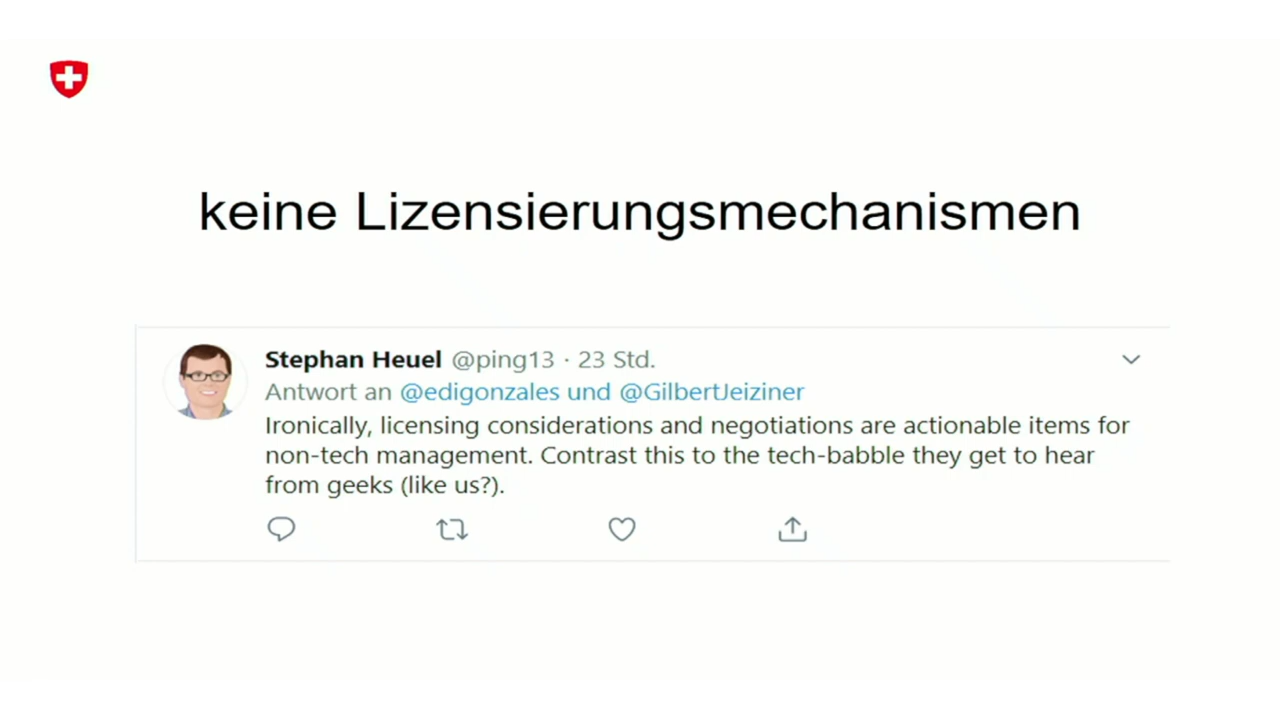 keine Lizensierungsmechanismen
Stephan Heuel @ping13 · 23 Std.
Antwort an @edigonzales und @GilbertJeiziner
Ironically, licensing considerations and negotiations are actionable items for
non-tech management. Contrast this to the tech-babble they get to hear
from geeks (like us?).